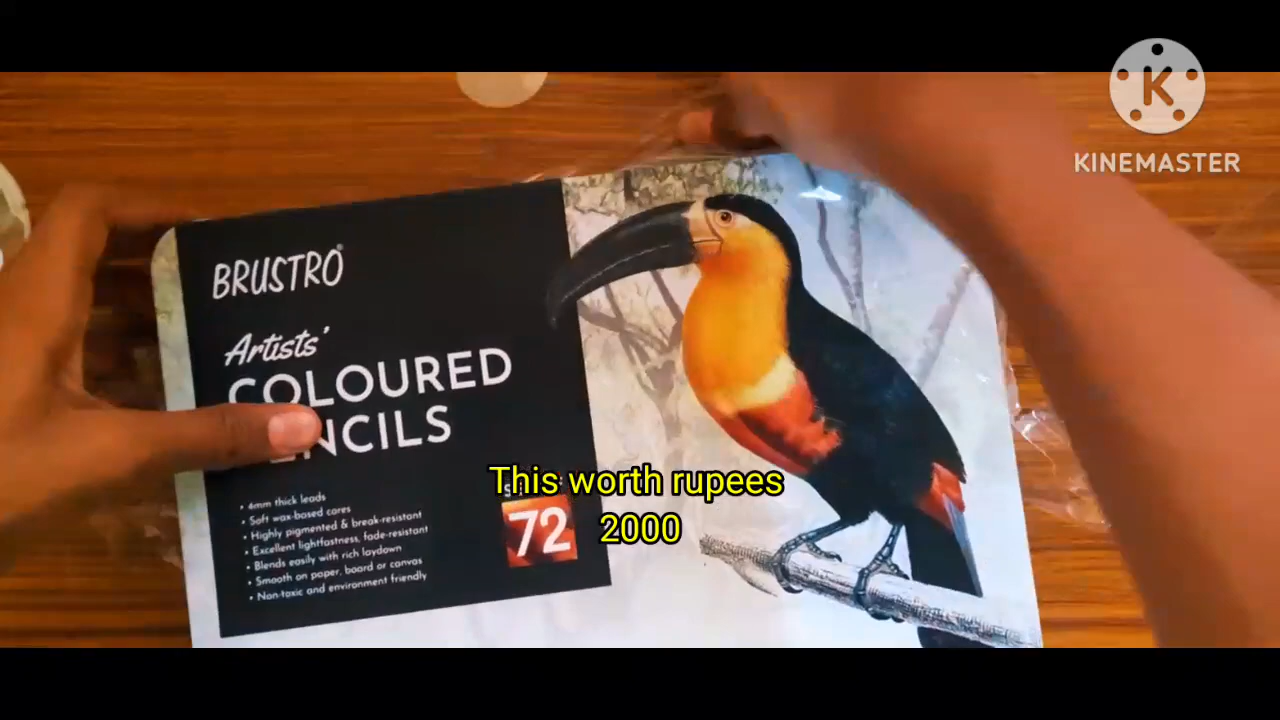 KINEMASTER
BRUSTRO®
Artists'
COLOURED
NCILS
• 4mm thick leads
• Soft wax-based cores
• Highly pigmented & break-resistant
• Excellent lightfastness, fade-resistant
• Blends easily with rich laydown
• Smooth on paper, board or canvas
• Non-toxic and environment friendly
72
This worth rupees
2000